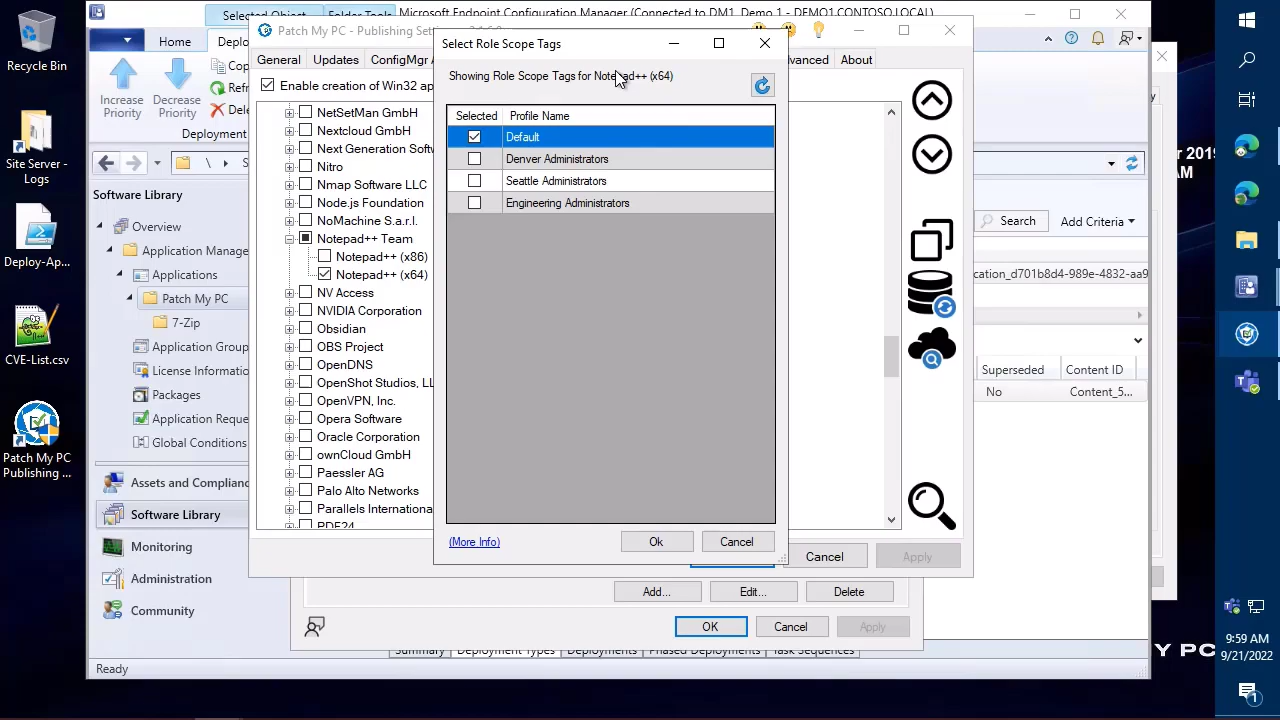 Recycle Bin
Site Server - Logs
Deploy-Ap...
CVE-List.csv
Patch My PC Publishing ...
Selected Object
Folder Tools
Microsoft Endpoint Configuration Manager (Connected to DM1, Demo 1 - DEMO1.CONTOSO.LOCAL)
Home
Increase Priority
Decrease Priority
Deployment
Software Library
Overview
Application Manage
Applications
Patch My PC
7-Zip
Application Group
License Informatio
Packages
Application Reque
Global Conditions
Assets and Complianc
Software Library
Monitoring
Administration
Community
Ready
Patch My PC - Publishing Set
General
Updates
ConfigMgr A
About
Enable creation of Win32 ap
NetSetMan GmbH
Nextcloud GmbH
Next Generation Softw
Nitro
Nmap Software LLC
Node.js Foundation
NoMachine S.a.r.l.
Notepad++ Team
Notepad++ (x86)
Notepad++ (x64)
NV Access
NVIDIA Corporation
Obsidian
OBS Project
OpenDNS
OpenShot Studios, LL
OpenVPN, Inc.
Opera Software
Oracle Corporation
ownCloud GmbH
Paessler AG
Palo Alto Networks
Parallels Internationa
PDF24
Select Role Scope Tags
Showing Role Scope Tags for Notepad++ (x64)
Selected
Profile Name
Default
Denver Administrators
Seattle Administrators
Engineering Administrators
(More Info)
Ok
Cancel
Cancel
Apply
Add...
Edit...
Delete
OK
Cancel
Apply
Summary
Deployment Types
Deployments
Phased Deployments
Task Sequences
Search
Add Criteria
cation_d701b8d4-989e-4832-aa9
Superseded
Content ID
No
Content_5...
r 2019
AM
Y PC
9:59 AM
9/21/2022
1